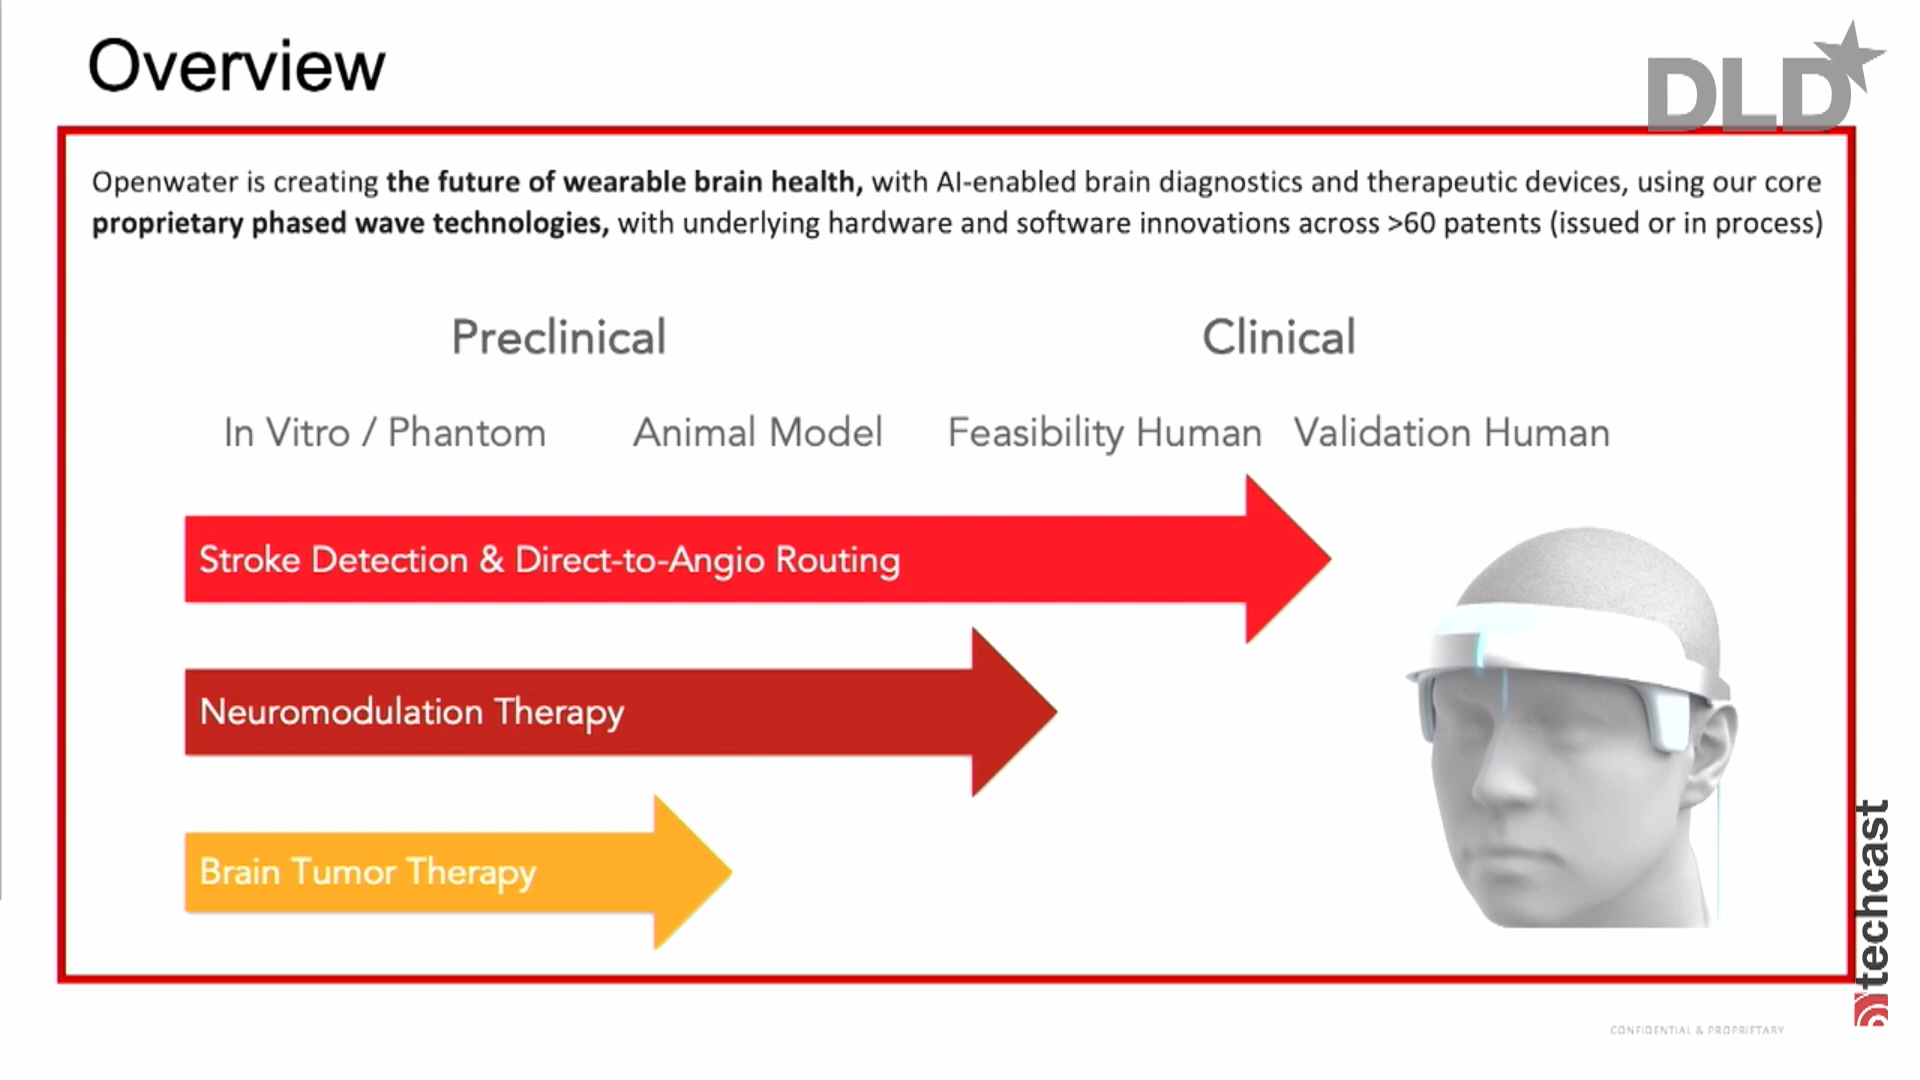 Overview
DLD
Openwater is creating the future of wearable brain health, with AI-enabled brain diagnostics and therapeutic devices, using our core
proprietary phased wave technologies, with underlying hardware and software innovations across >60 patents (issued or in process)
Preclinical
Clinical
In Vitro / Phantom
Animal Model
Feasibility Human
Validation Human
Stroke Detection & Direct-to-Angio Routing
Neuromodulation Therapy
Brain Tumor Therapy
techcast
CONFIDENTIAL & PROPRIETARY